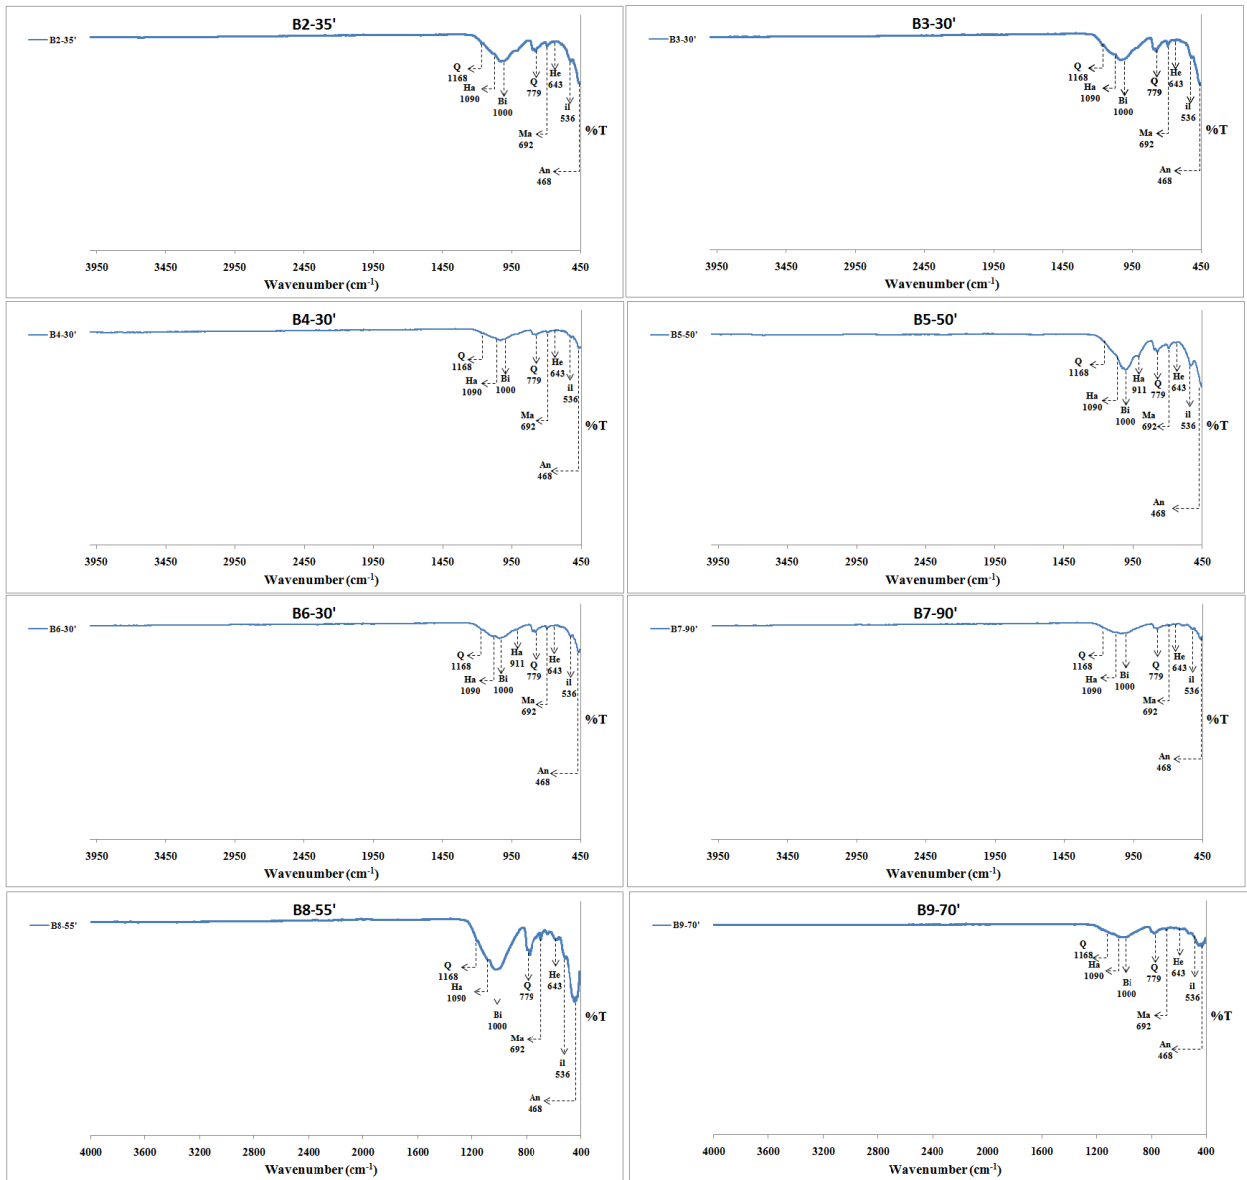 B2-35'
B2-35'
Q
1168
Ha
1090
Bi
1000
Q
779
He
643
il
536
Ma
692
%T
An
468
3950 3450 2950 2450 1950 1450 950 450
Wavenumber (cm-1)
B3-30'
B3-30'
Q
1168
Ha
1090
Bi
1000
Q
779
He
643
il
536
Ma
692
%T
An
468
3950 3450 2950 2450 1950 1450 950 450
Wavenumber (cm-1)
B4-30'
B4-30'
Q
1168
Ha
1090
Bi
1000
Q
779
He
643
il
536
Ma
692
%T
An
468
3950 3450 2950 2450 1950 1450 950 450
Wavenumber (cm-1)
B5-50'
B5-50'
Q
1168
Ha
1090
Bi
1000
Ha
911
Q
779
He
643
il
536
Ma
692
%T
An
468
3950 3450 2950 2450 1950 1450 950 450
Wavenumber (cm-1)
B6-30'
B6-30'
Q
1168
Ha
1090
Bi
1000
Ha
911
Q
779
He
643
il
536
Ma
692
%T
An
468
3950 3450 2950 2450 1950 1450 950 450
Wavenumber (cm-1)
B7-90'
B7-90'
Q
1168
Ha
1090
Bi
1000
Q
779
He
643
il
536
Ma
692
%T
An
468
3950 3450 2950 2450 1950 1450 950 450
Wavenumber (cm-1)
B8-55'
B8-55'
Q
1168
Ha
1090
Bi
1000
Q
779
He
643
il
536
Ma
692
%T
An
468
4000 3600 3200 2800 2400 2000 1600 1200 800 400
Wavenumber (cm-1)
B9-70'
B9-70'
Q
1168
Ha
1090
Bi
1000
Q
779
He
643
il
536
Ma
692
%T
An
468
4000 3600 3200 2800 2400 2000 1600 1200 800 400
Wavenumber (cm-1)